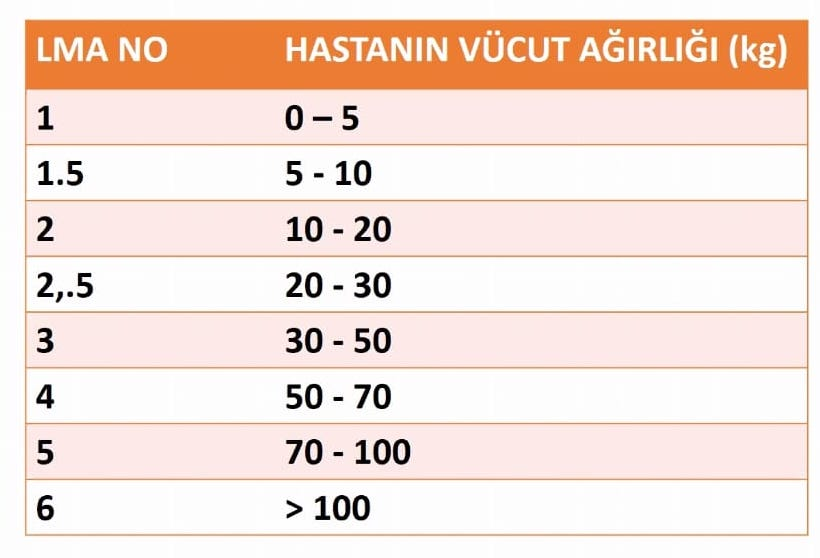 LMA NO HASTANIN VÜCUT AĞIRLIĞI (kg)
1 0 – 5
1.5 5 - 10
2 10 - 20
2,.5 20 - 30
3 30 - 50
4 50 - 70
5 70 - 100
6 > 100